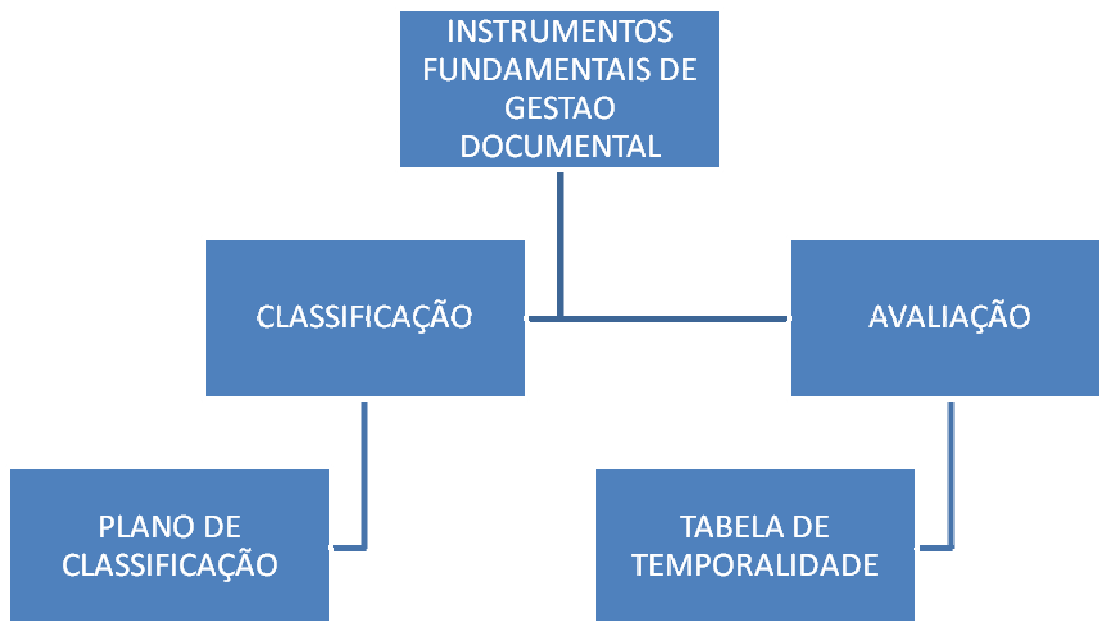 INSTRUMENTOS
FUNDAMENTAIS DE
GESTAO
DOCUMENTAL
CLASSIFICAÇÃO
AVALIAÇÃO
PLANO DE
CLASSIFICAÇÃO
TABELA DE
TEMPORALIDADE